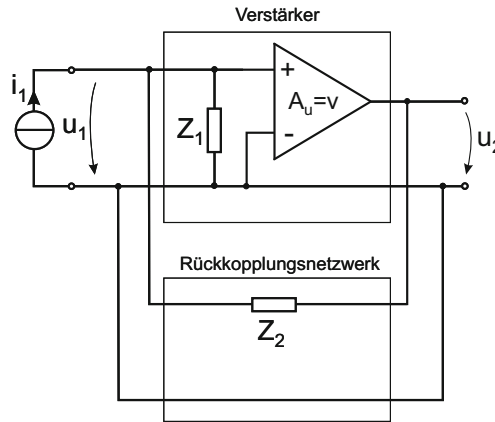 Verstärker
i1
u1
Z1
+
Au=v
-
u2
Rückkopplungsnetzwerk
Z2